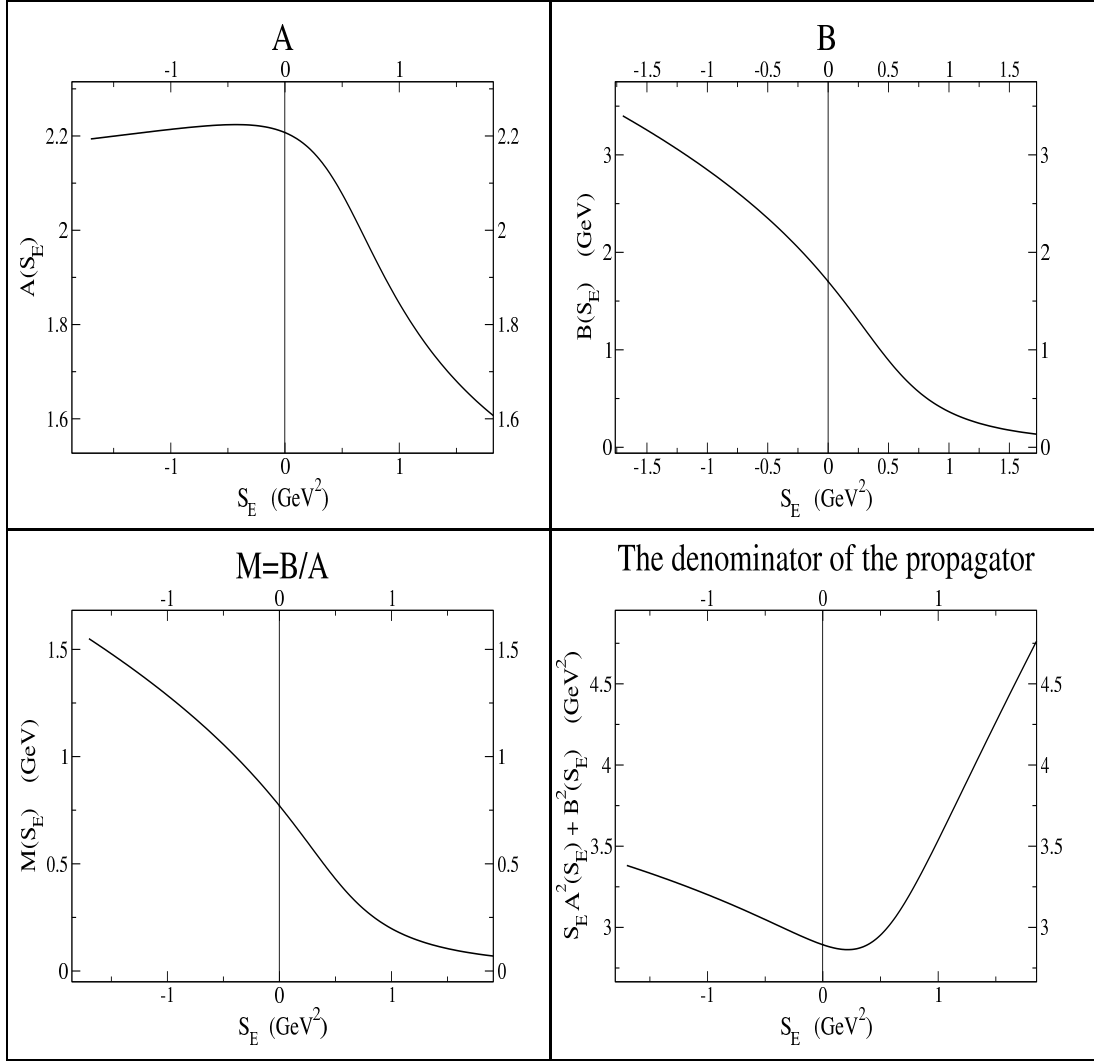 A
-1 0 1
2.2 2.2
2 2
1.8 1.8
1.6 1.6
A(S_E)
-1 0 1
S_E (GeV^2)
B
-1.5 -1 -0.5 0 0.5 1 1.5
3 3
2 2
1 1
0 0
B(S_E) (GeV)
-1.5 -1 -0.5 0 0.5 1 1.5
S_E (GeV^2)
M=B/A
-1 0 1
1.5 1.5
1 1
0.5 0.5
0 0
M(S_E) (GeV)
-1 0 1
S_E (GeV^2)
The denominator of the propagator
-1 0 1
4.5 4.5
4 4
3.5 3.5
3 3
S_E A^2(S_E) + B^2(S_E) (GeV^2)
-1 0 1
S_E (GeV^2)